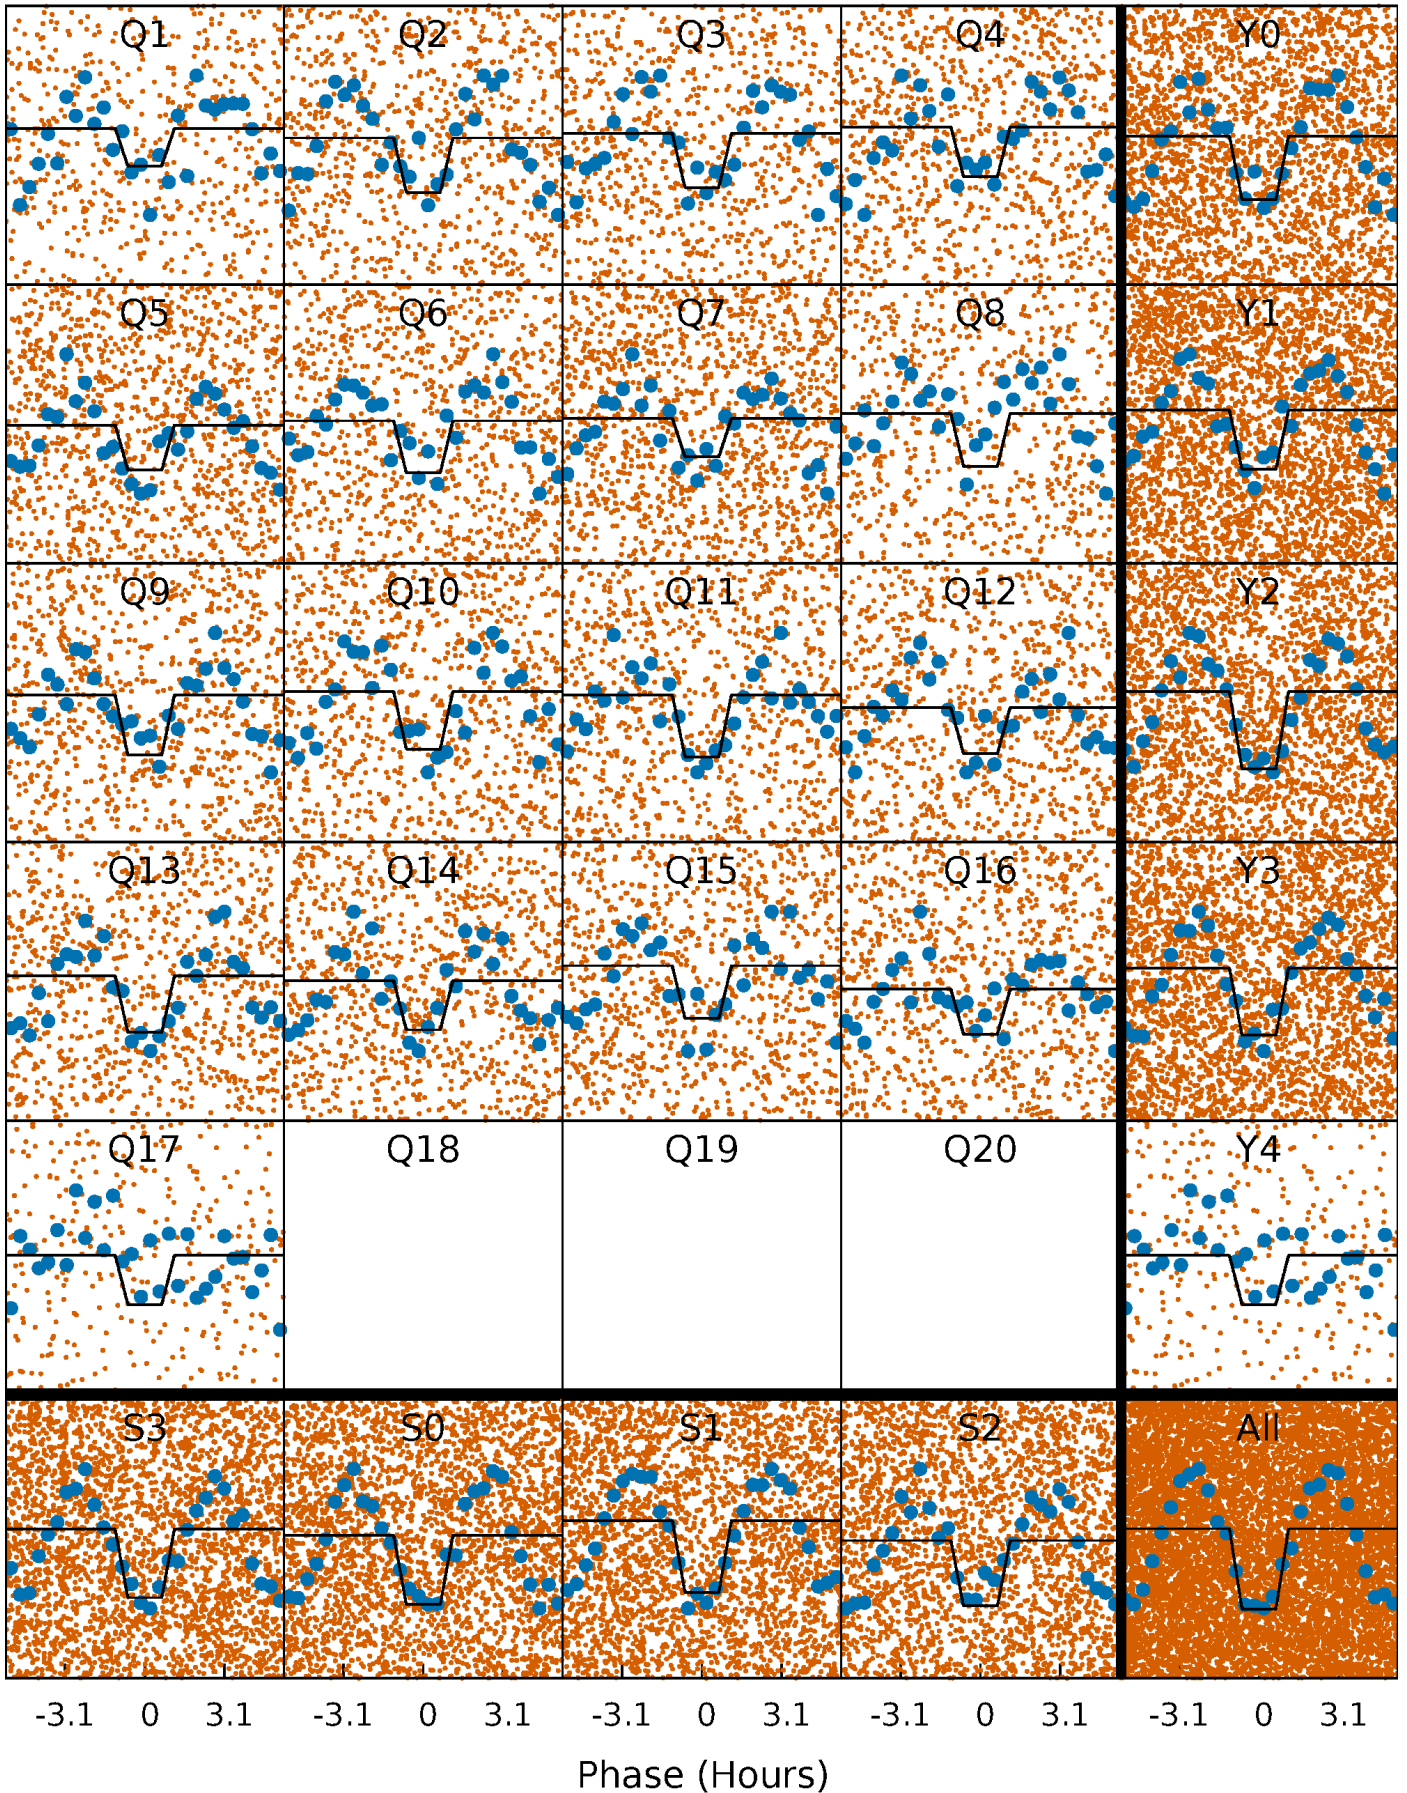 Q1 Q2 Q3 Q4 Y0
Q5 Q6 Q7 Q8 Y1
Q9 Q10 Q11 Q12 Y2
Q13 Q14 Q15 Q16 Y3
Q17 Q18 Q19 Q20 Y4
S3 S0 S1 S2 All
-3.1 0 3.1 -3.1 0 3.1 -3.1 0 3.1 -3.1 0 3.1 -3.1 0 3.1
Phase (Hours)